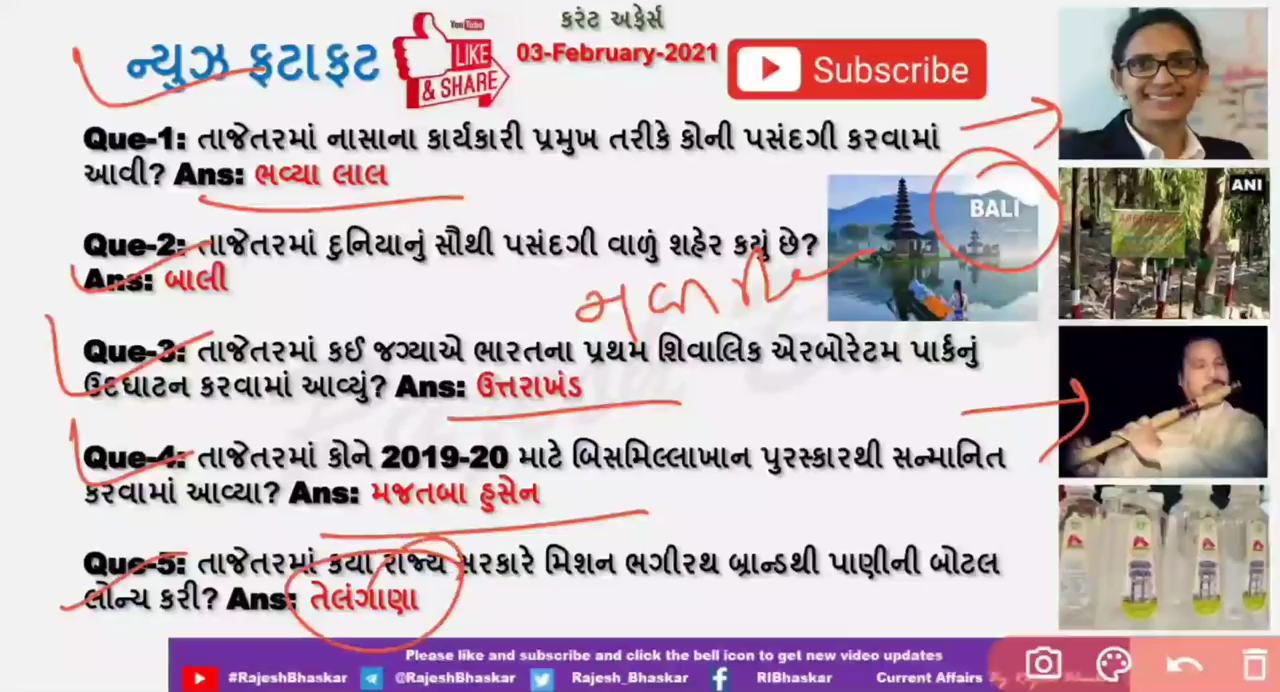 કરંટ અફેર્સ
ન્યુઝ ફટાફટ
YouTube
LIKE
& SHARE
03-February-2021
Subscribe
Que-1: તાજેતરમાં નાસાના કાર્યકારી પ્રમુખ તરીકે કોની પસંદગી કરવામાં
આવી? Ans: ભવ્યા લાલ
ANI
BALI
Que-2: તાજેતરમાં દુનિયાનું સૌથી પસંદગી વાળું શહેર કયું છે?
Ans: બાલી
Que-3: તાજેતરમાં કઈ જગ્યાએ ભારતના પ્રથમ શિવાલિક એરબોરેટમ પાર્કનું
ઉદઘાટન કરવામાં આવ્યું? Ans: ઉત્તરાખંડ
Que-4: તાજેતરમાં કોને 2019-20 માટે બિસમિલ્લાખાન પુરસ્કારથી સન્માનિત
કરવામાં આવ્યા? Ans: મજતબા હુસેન
Que-5: તાજેતરમાં કયા રાજ્ય સરકારે મિશન ભગીરથ બ્રાન્ડથી પાણીની બોટલ
લોન્ચ કરી? Ans: તેલંગાણા
Please like and subscribe and click the bell icon to get new video updates
#RajeshBhaskar @RajeshBhaskar Rajesh_Bhaskar RIBhaskar Current Affairs By